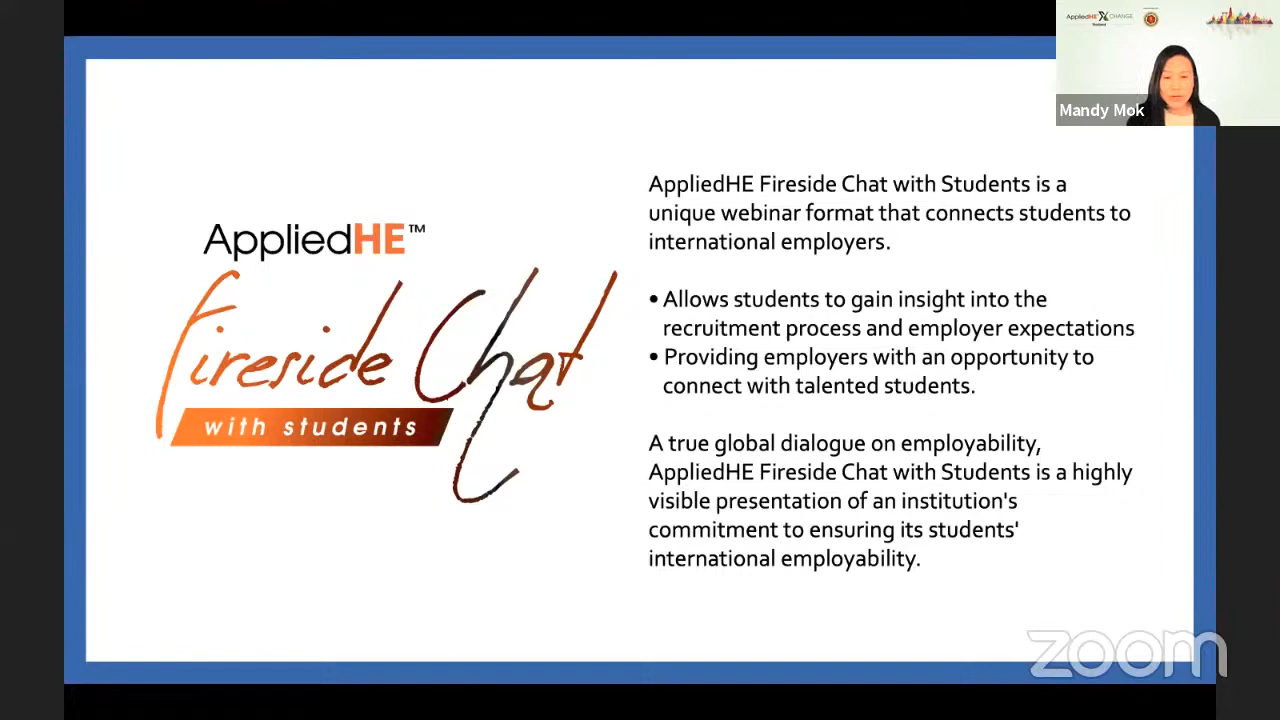 AppliedHE XCHANGE
Mandy Mok
AppliedHE™
Fireside Chat
with students
AppliedHE Fireside Chat with Students is a
unique webinar format that connects students to
international employers.
• Allows students to gain insight into the
recruitment process and employer expectations
• Providing employers with an opportunity to
connect with talented students.
A true global dialogue on employability,
AppliedHE Fireside Chat with Students is a highly
visible presentation of an institution's
commitment to ensuring its students'
international employability.
zoom